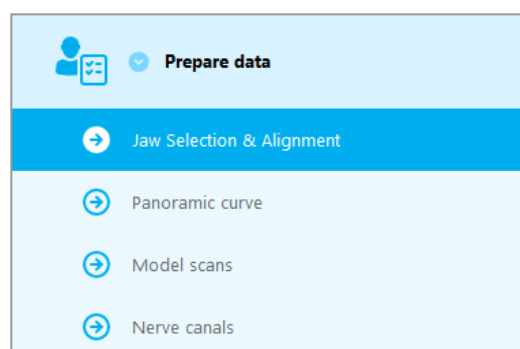 Prepare data
Jaw Selection & Alignment
Panoramic curve
Model scans
Nerve canals